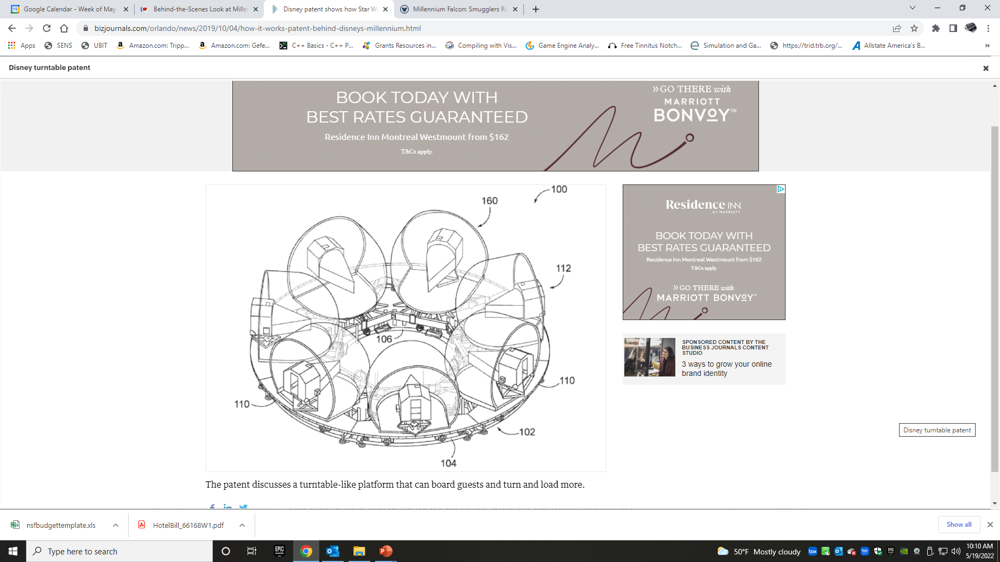 Google Calendar - Week of May
Behind-the-Scenes Look at Mille
Disney patent shows how Star W
Millennium Falcon: Smugglers Ru
bizjournals.com/orlando/news/2019/10/04/how-it-works-patent-behind-disneys-millennium.html
Apps
SENS
UBIT
Amazon.com: Tripp...
Amazon.com: Gefe...
C++ Basics - C++ P...
Grants Resources in...
Compiling with Vis...
Game Engine Analy...
Free Tinnitus Notch...
Simulation and Ga...
https://trid.trb.org/...
Allstate America's B...
»
Disney turntable patent
BOOK TODAY WITH
BEST RATES GUARANTEED
Residence Inn Montreal Westmount from $162
T&Cs apply.
» GO THERE with
MARRIOTT
BONVOY™
100
160
112
106
110
110
102
104
Residence INN.
BY MARRIOTT
BOOK TODAY WITH
BEST RATES GUARANTEED
Residence Inn Montreal Westmount from $162
T&Cs apply.
» GO THERE with
MARRIOTT BONVOY™
SPONSORED CONTENT BY THE
BUSINESS JOURNALS CONTENT
STUDIO
3 ways to grow your online
brand identity
Disney turntable patent
The patent discusses a turntable-like platform that can board guests and turn and load more.
nsfbudgettemplate.xls
HotelBill_66168W1.pdf
Show all
Type here to search
EPIC
GAMES
50°F Mostly cloudy
10:10 AM
5/19/2022